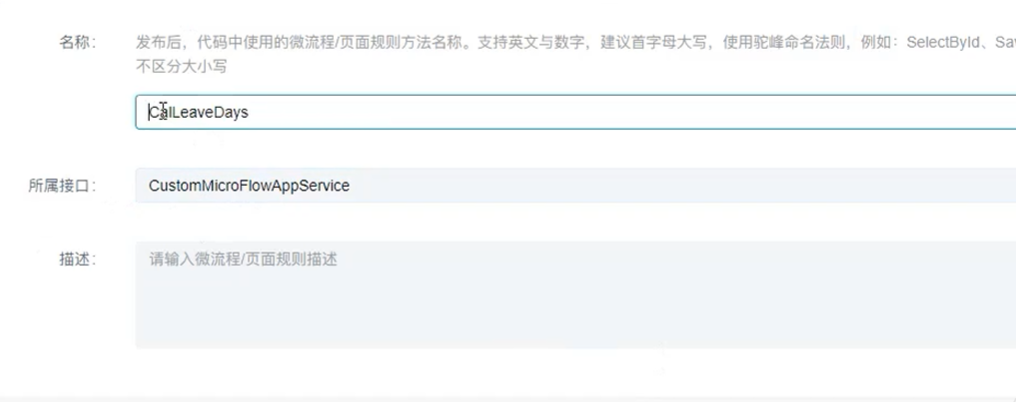 名称： 发布后，代码中使用的微流程/页面规则方法名称。支持英文与数字，建议首字母大写，使用驼峰命名法则，例如：SelectById、Sav
不区分大小写
CalLeaveDays
所属接口： CustomMicroFlowAppService
描述： 请输入微流程/页面规则描述